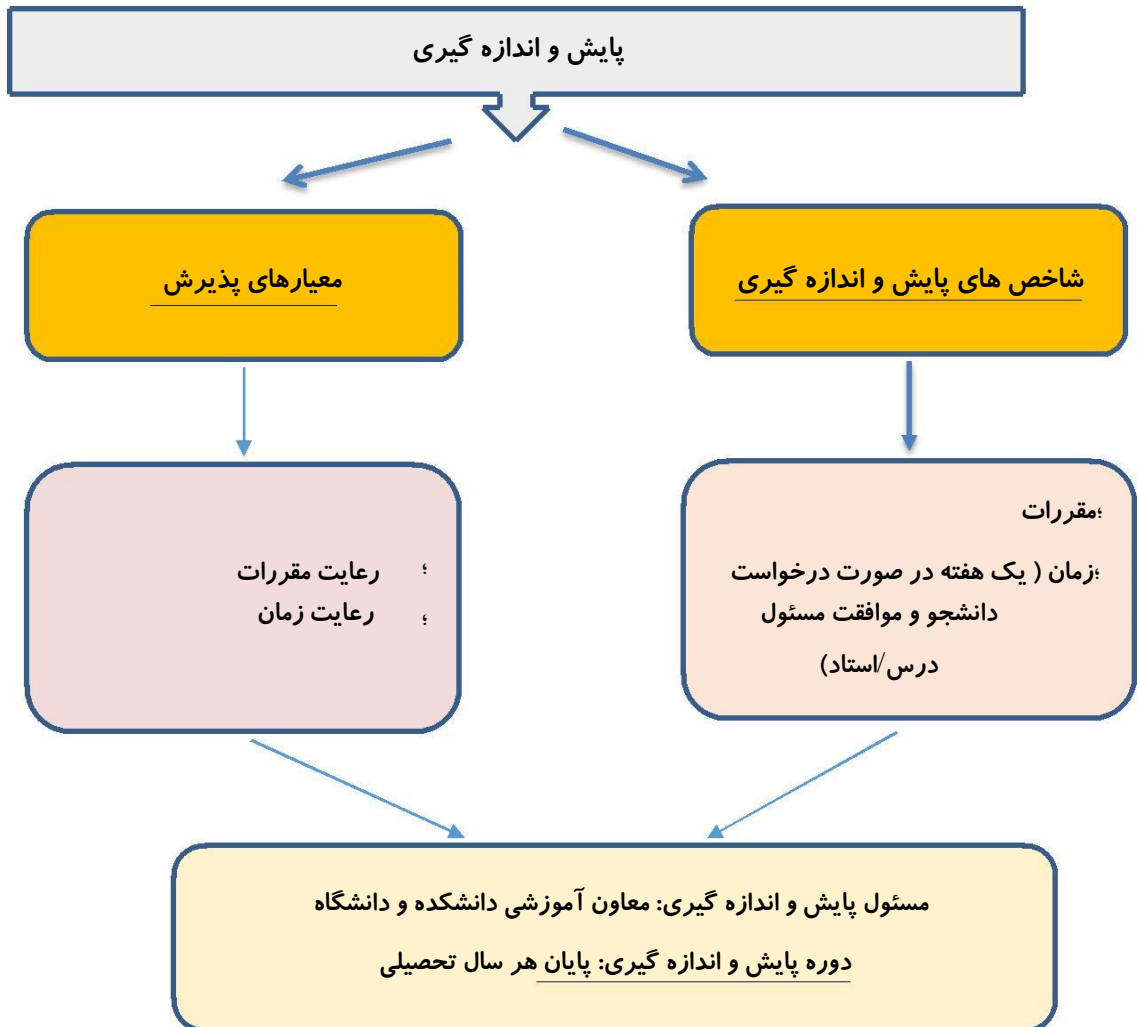 پایش و اندازه گیری
شاخص های پایش و اندازه گیری
معیارهای پذیرش
؛مقررات
؛زمان ( یک هفته در صورت درخواست
دانشجو و موافقت مسئول
درس/استاد)
؛ رعایت مقررات
؛ رعایت زمان
مسئول پایش و اندازه گیری: معاون آموزشی دانشکده و دانشگاه
دوره پایش و اندازه گیری: پایان هر سال تحصیلی